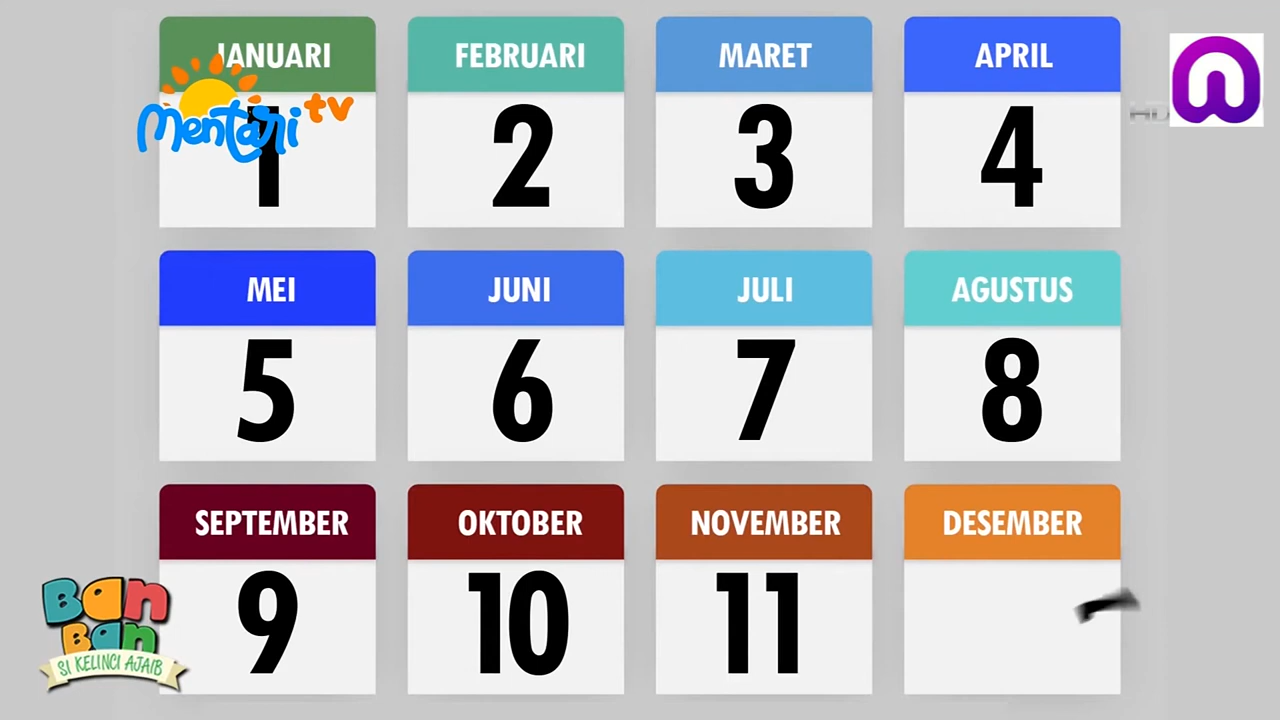 JANUARI
FEBRUARI
MARET
APRIL
Mentari tv
HD
1
2
3
4
MEI
JUNI
JULI
AGUSTUS
5
6
7
8
SEPTEMBER
OKTOBER
NOVEMBER
DESEMBER
9
10
11
Ban
Ban
SI KELINCI AJAIB